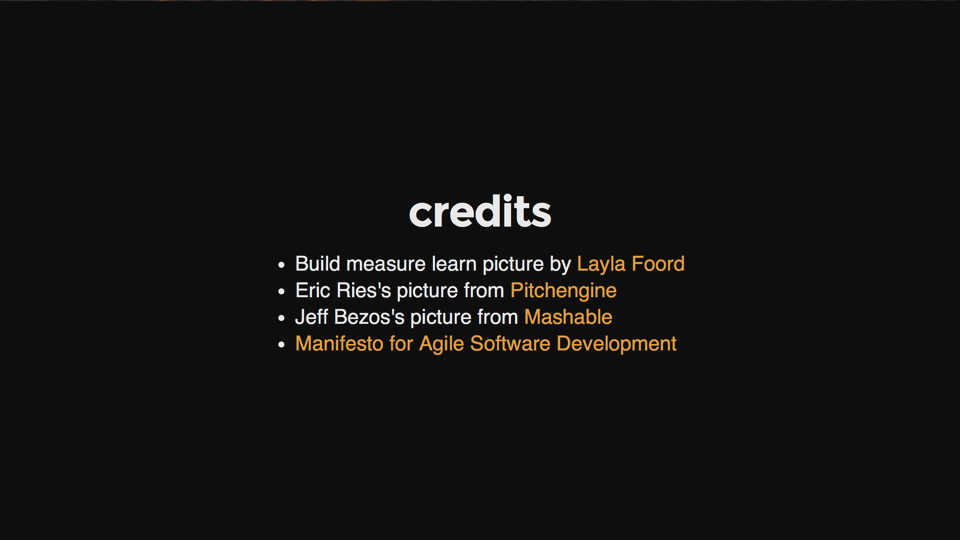 credits
• Build measure learn picture by Layla Foord
• Eric Ries's picture from Pitchengine
• Jeff Bezos's picture from Mashable
• Manifesto for Agile Software Development